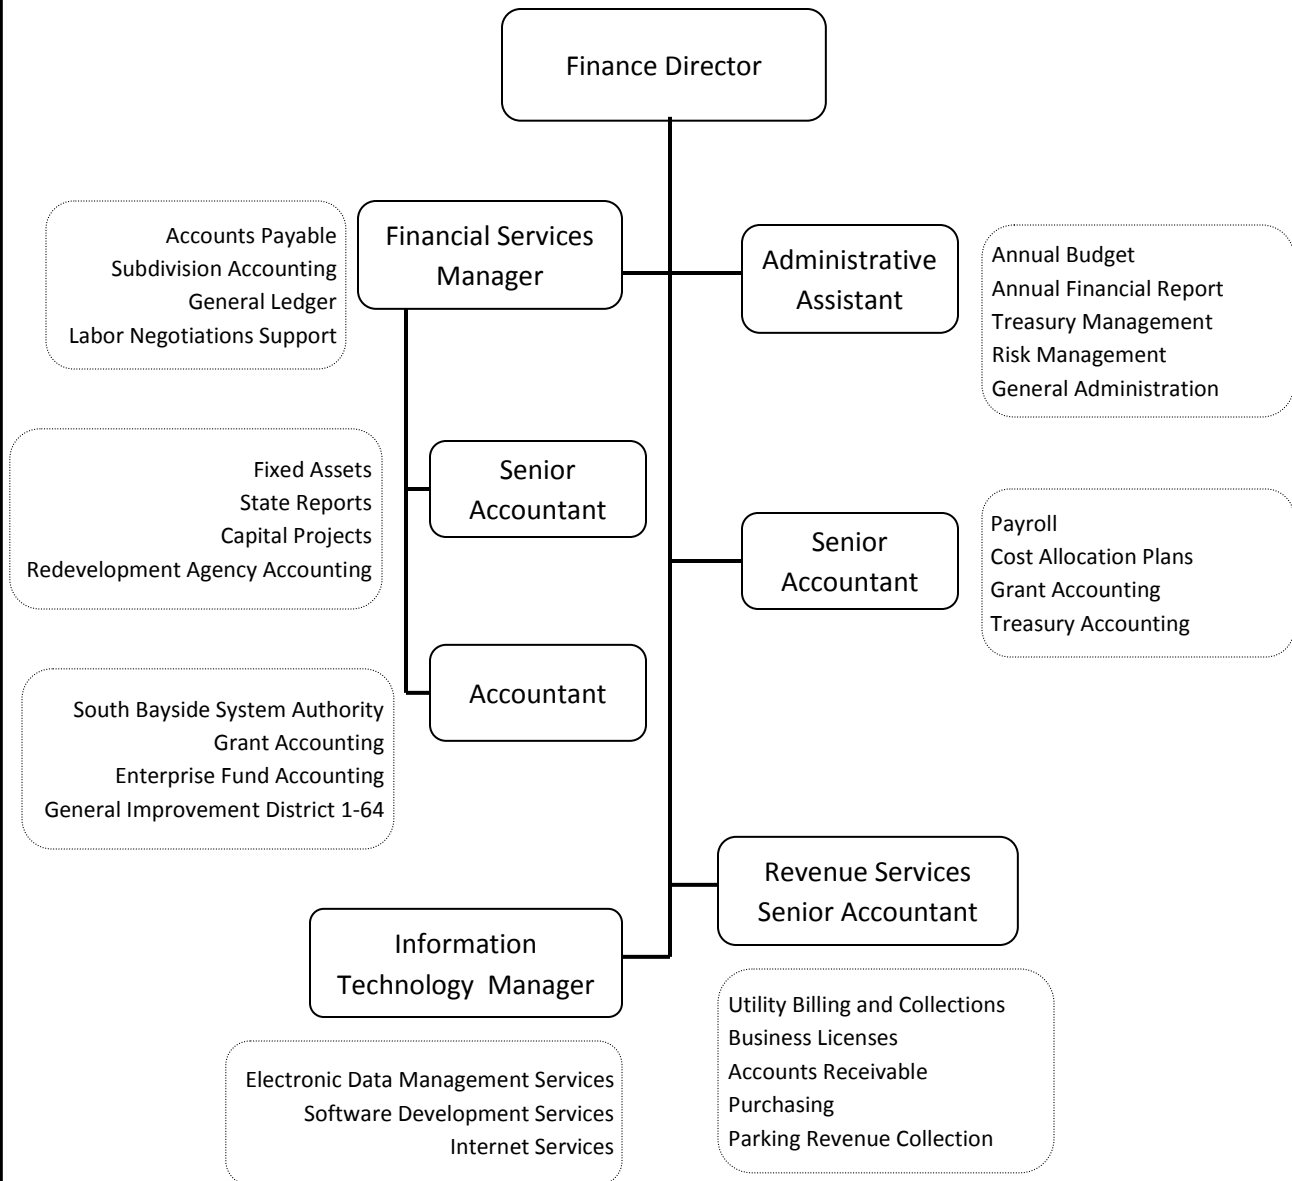 Finance Director
Accounts Payable
Subdivision Accounting
General Ledger
Labor Negotiations Support
Financial Services
Manager
Administrative
Assistant
Annual Budget
Annual Financial Report
Treasury Management
Risk Management
General Administration
Fixed Assets
State Reports
Capital Projects
Redevelopment Agency Accounting
Senior
Accountant
Senior
Accountant
Payroll
Cost Allocation Plans
Grant Accounting
Treasury Accounting
South Bayside System Authority
Grant Accounting
Enterprise Fund Accounting
General Improvement District 1-64
Accountant
Revenue Services
Senior Accountant
Information
Technology Manager
Utility Billing and Collections
Business Licenses
Accounts Receivable
Purchasing
Parking Revenue Collection
Electronic Data Management Services
Software Development Services
Internet Services